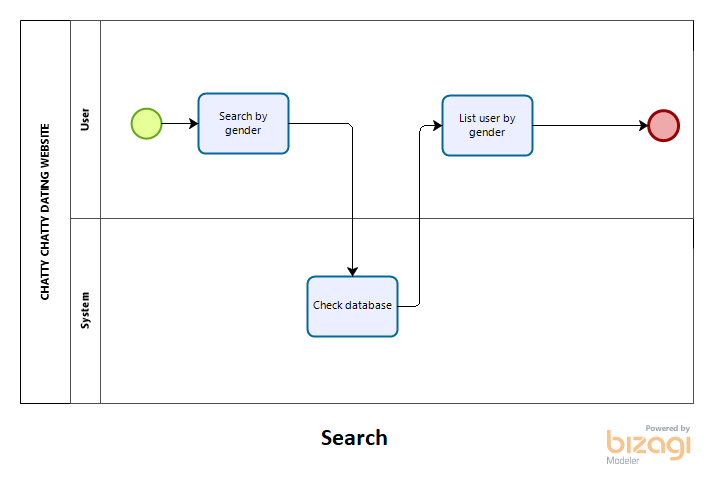 CHATTY CHATTY DATING WEBSITE
User
Search by
gender
List user by
gender
System
Check database
Search
Powered by
bizagi
Modeler